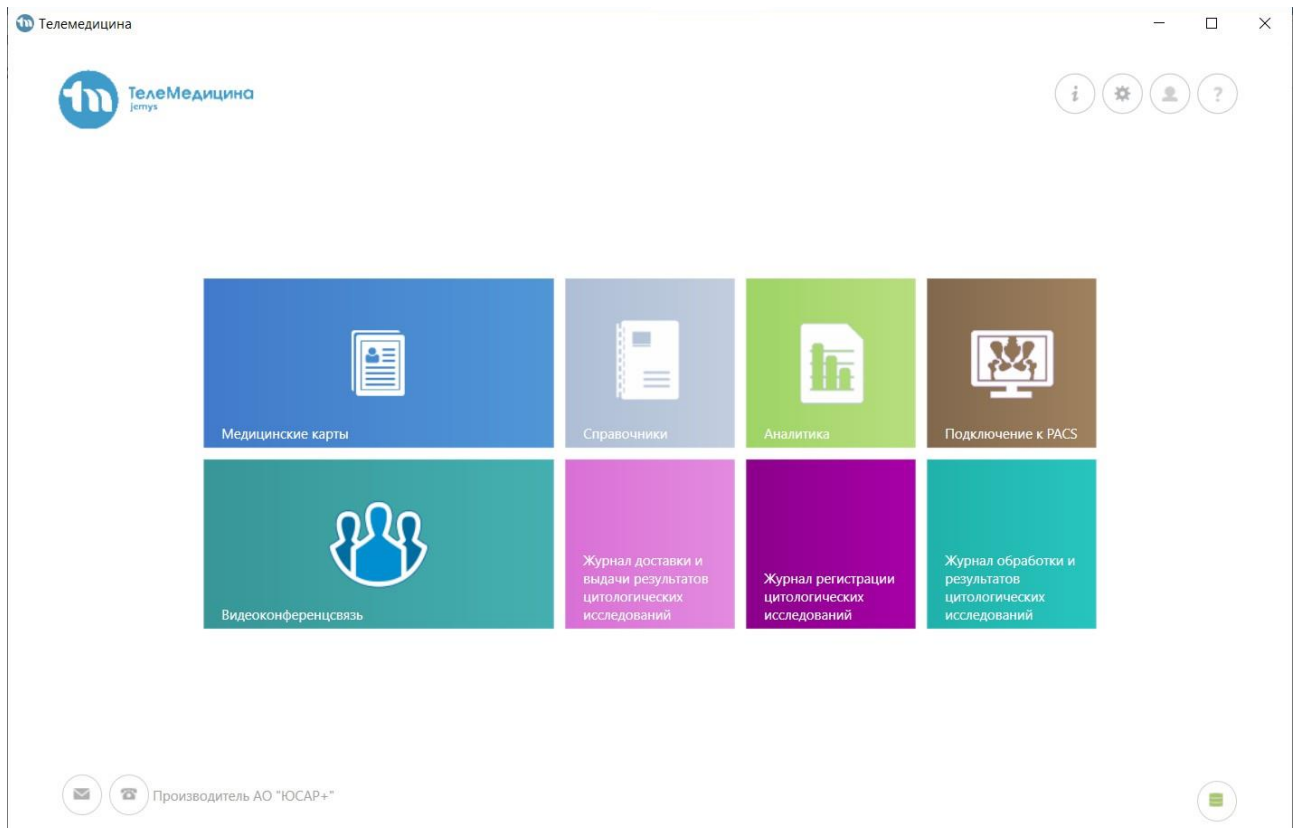 Телемедицина
ТелеМедицина
jemys
i
?
Медицинские карты
Справочники
Аналитика
Подключение к PACS
Видеоконференцсвязь
Журнал доставки и
выдачи результатов
цитологических
исследований
Журнал регистрации
цитологических
исследований
Журнал обработки и
результатов
цитологических
исследований
Производитель АО "ЮСАР+"